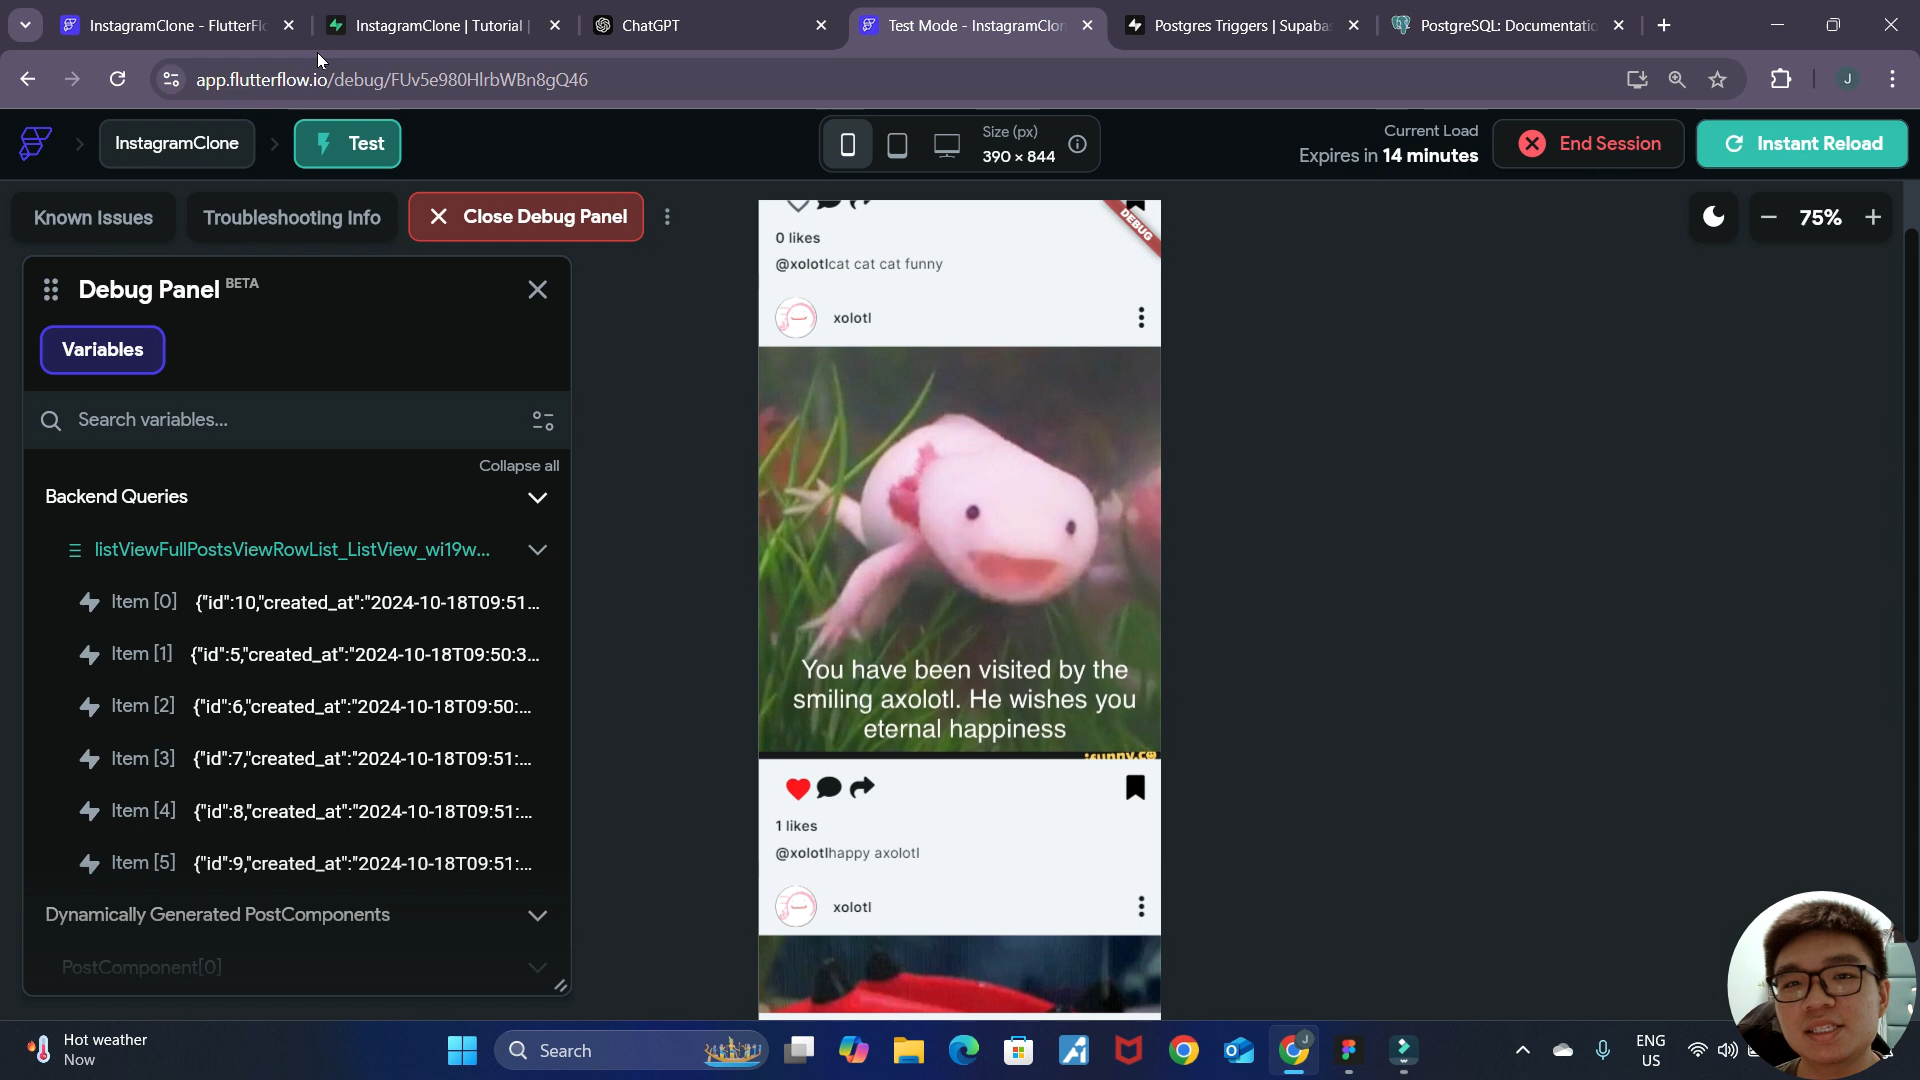 InstagramClone - FlutterFlo
InstagramClone | Tutorial |
ChatGPT
Test Mode - InstagramClon
Postgres Triggers | Supabas
PostgreSQL: Documentatio
app.flutterflow.io/debug/FUv5e980HlrbWBn8gQ46
J
InstagramClone
Test
Size (px)
390 × 844
Current Load
Expires in 14 minutes
End Session
Instant Reload
Known Issues
Troubleshooting Info
Close Debug Panel
75%
Debug Panel BETA
Variables
Search variables...
Collapse all
Backend Queries
listViewFullPostsViewRowList_ListView_wi19w...
Item [0] {"id":10,"created_at":"2024-10-18T09:51...
Item [1] {"id":5,"created_at":"2024-10-18T09:50:3...
Item [2] {"id":6,"created_at":"2024-10-18T09:50:...
Item [3] {"id":7,"created_at":"2024-10-18T09:51:...
Item [4] {"id":8,"created_at":"2024-10-18T09:51:...
Item [5] {"id":9,"created_at":"2024-10-18T09:51:...
Dynamically Generated PostComponents
PostComponent[0]
DEBUG
0 likes
@xolotlcat cat cat funny
xolotl
You have been visited by the
smiling axolotl. He wishes you
eternal happiness
ifunny.co
1 likes
@xolotlhappy axolotl
xolotl
Hot weather
Now
Search
J
ENG
US